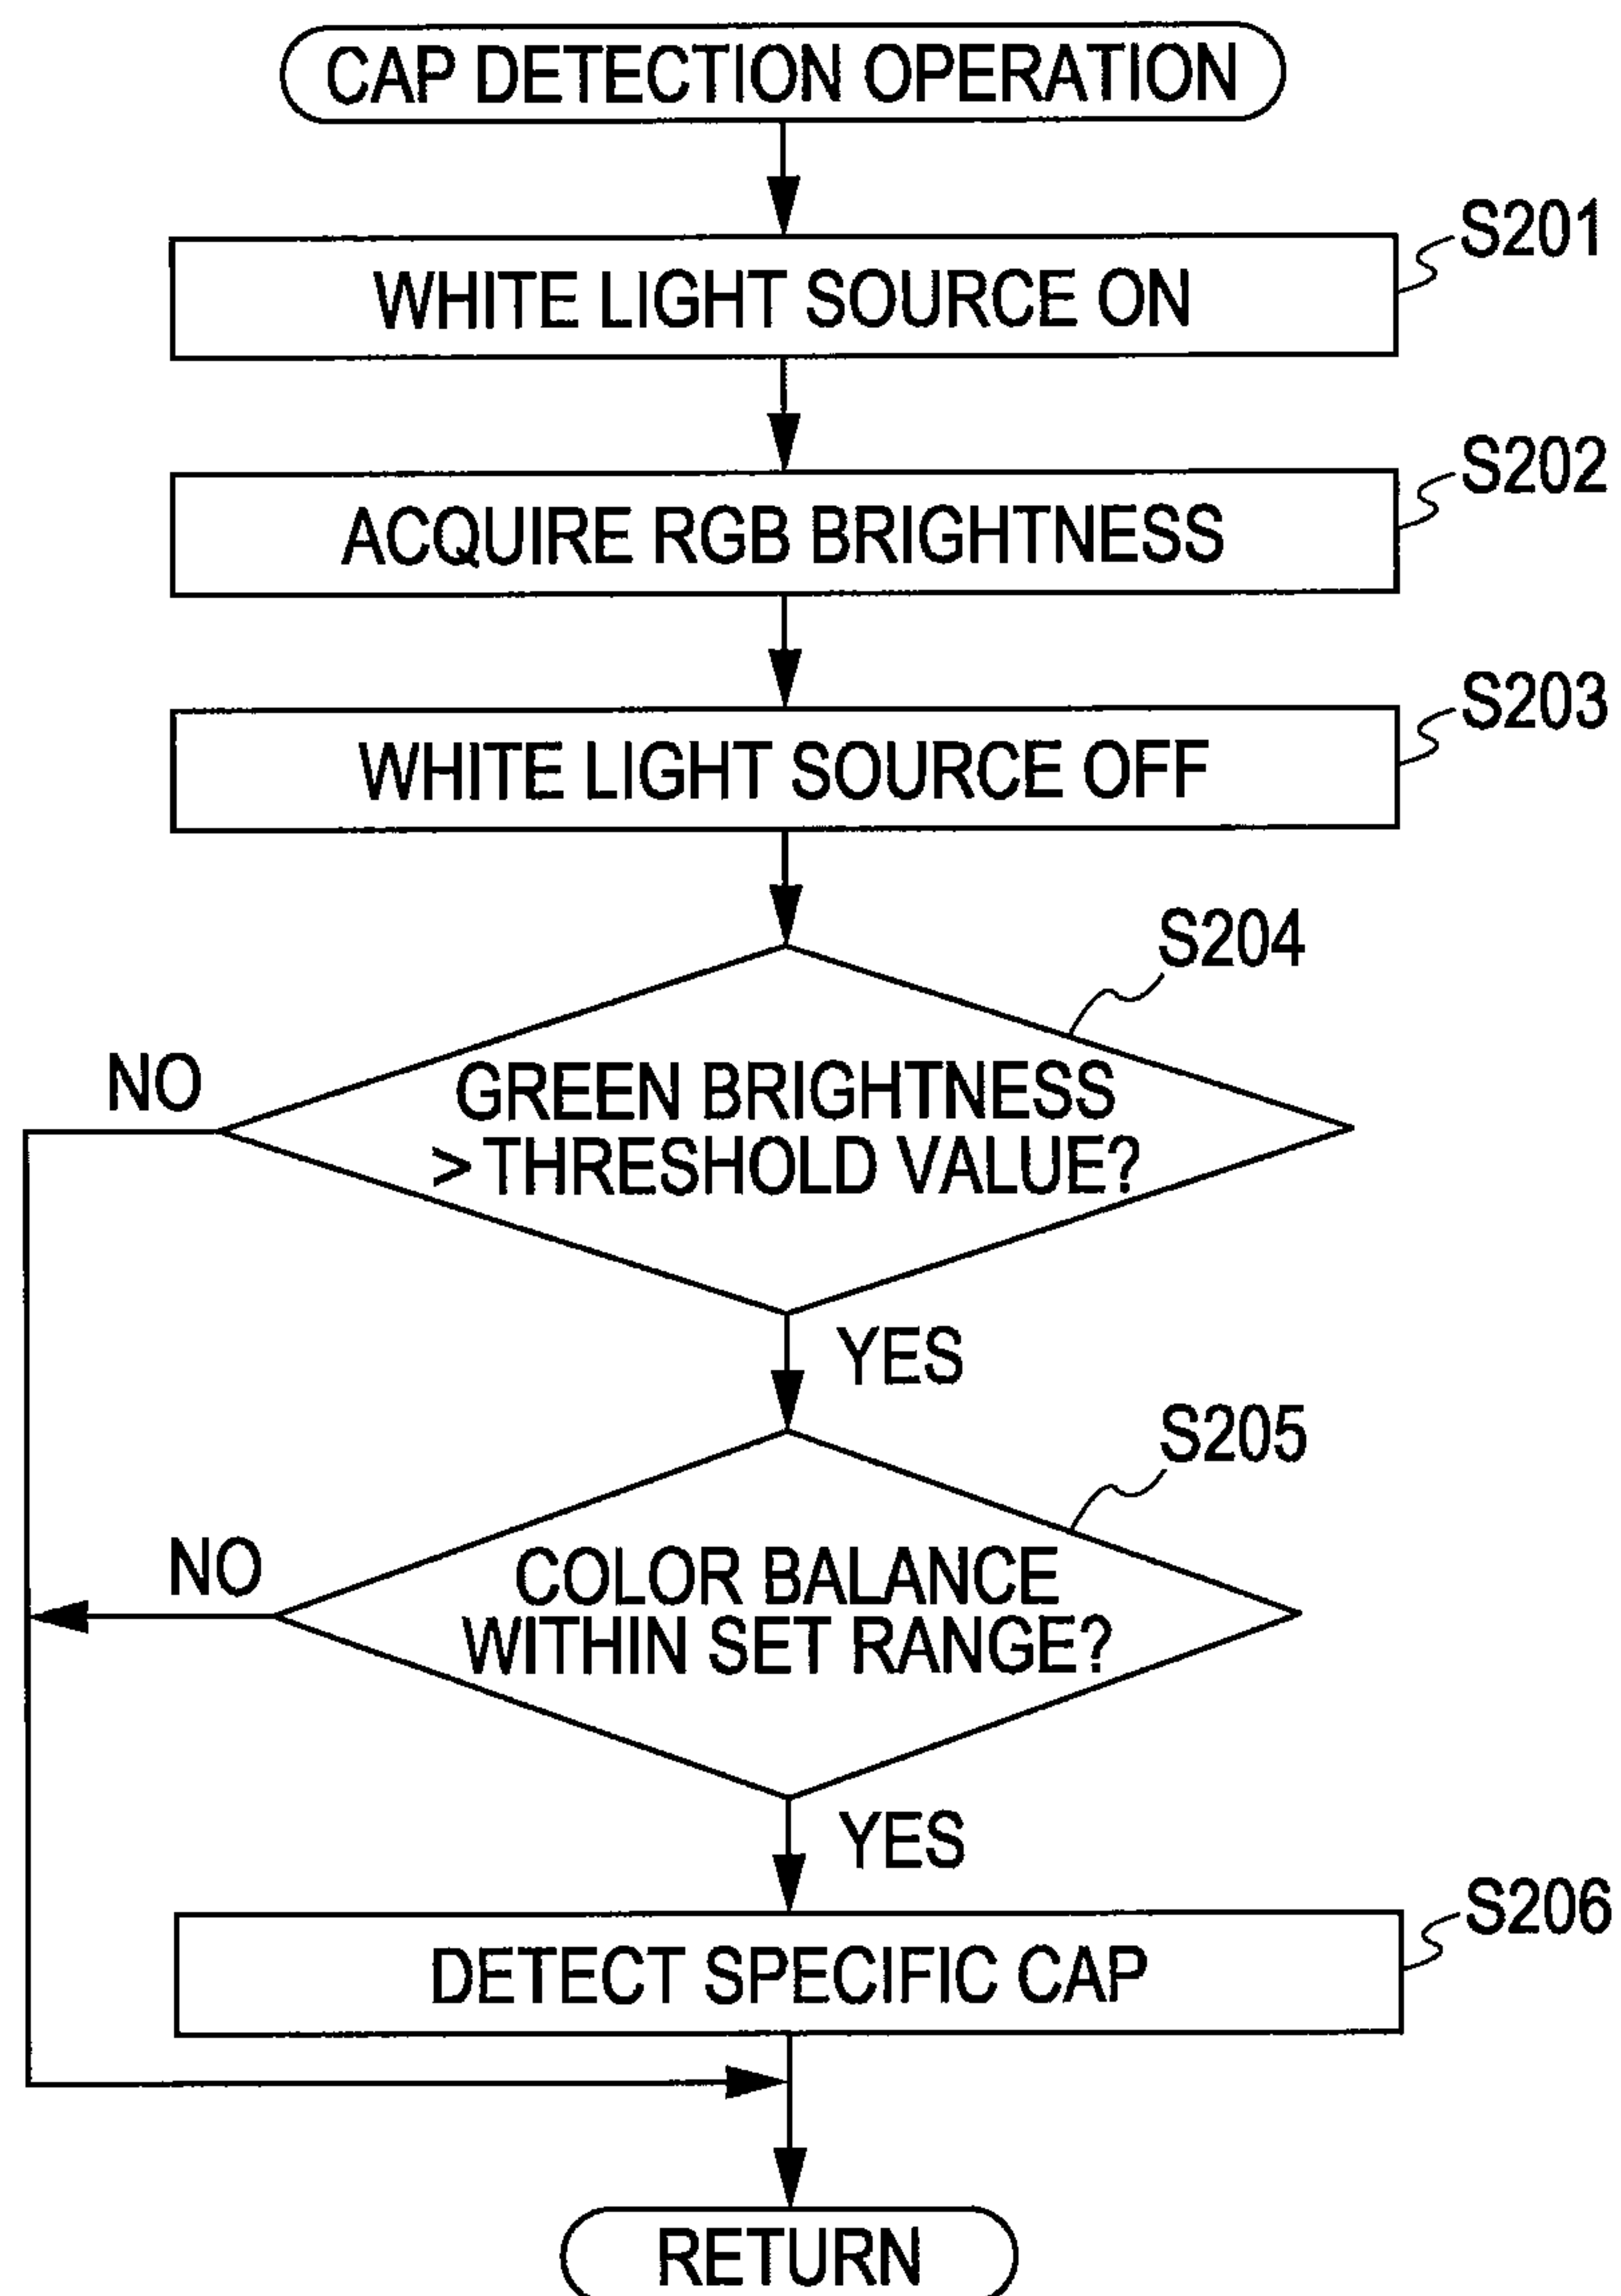 CAP DETECTION OPERATION
S201
WHITE LIGHT SOURCE ON
S202
ACQUIRE RGB BRIGHTNESS
S203
WHITE LIGHT SOURCE OFF
S204
NO
GREEN BRIGHTNESS
> THRESHOLD VALUE?
YES
S205
NO
COLOR BALANCE
WITHIN SET RANGE?
YES
S206
DETECT SPECIFIC CAP
RETURN